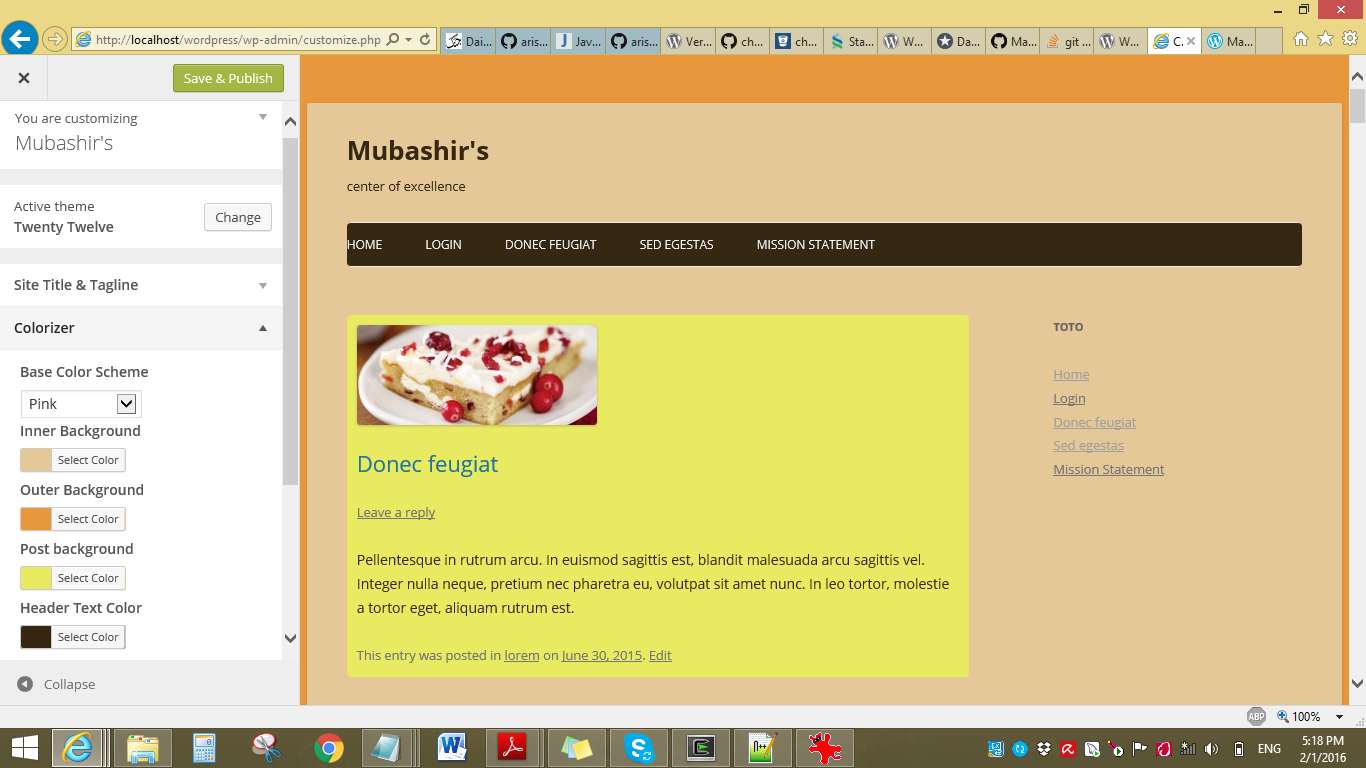 http://localhost/wordpress/wp-admin/customize.php
Dai...
aris...
Jav...
aris...
Ver...
ch...
ch...
Sta...
W...
Da...
Ma...
git ...
W...
C...
Ma...
Save & Publish
You are customizing
Mubashir's
Active theme
Twenty Twelve
Change
Site Title & Tagline
Colorizer
Base Color Scheme
Pink
Inner Background
Select Color
Outer Background
Select Color
Post background
Select Color
Header Text Color
Select Color
Collapse
Mubashir's
center of excellence
HOME LOGIN DONEC FEUGIAT SED EGESTAS MISSION STATEMENT
Donec feugiat
Leave a reply
Pellentesque in rutrum arcu. In euismod sagittis est, blandit malesuada arcu sagittis vel.
Integer nulla neque, pretium nec pharetra eu, volutpat sit amet nunc. In leo tortor, molestie
a tortor eget, aliquam rutrum est.
This entry was posted in lorem on June 30, 2015. Edit
TOTO
Home
Login
Donec feugiat
Sed egestas
Mission Statement
ABP 100%
ENG
5:18 PM
2/1/2016